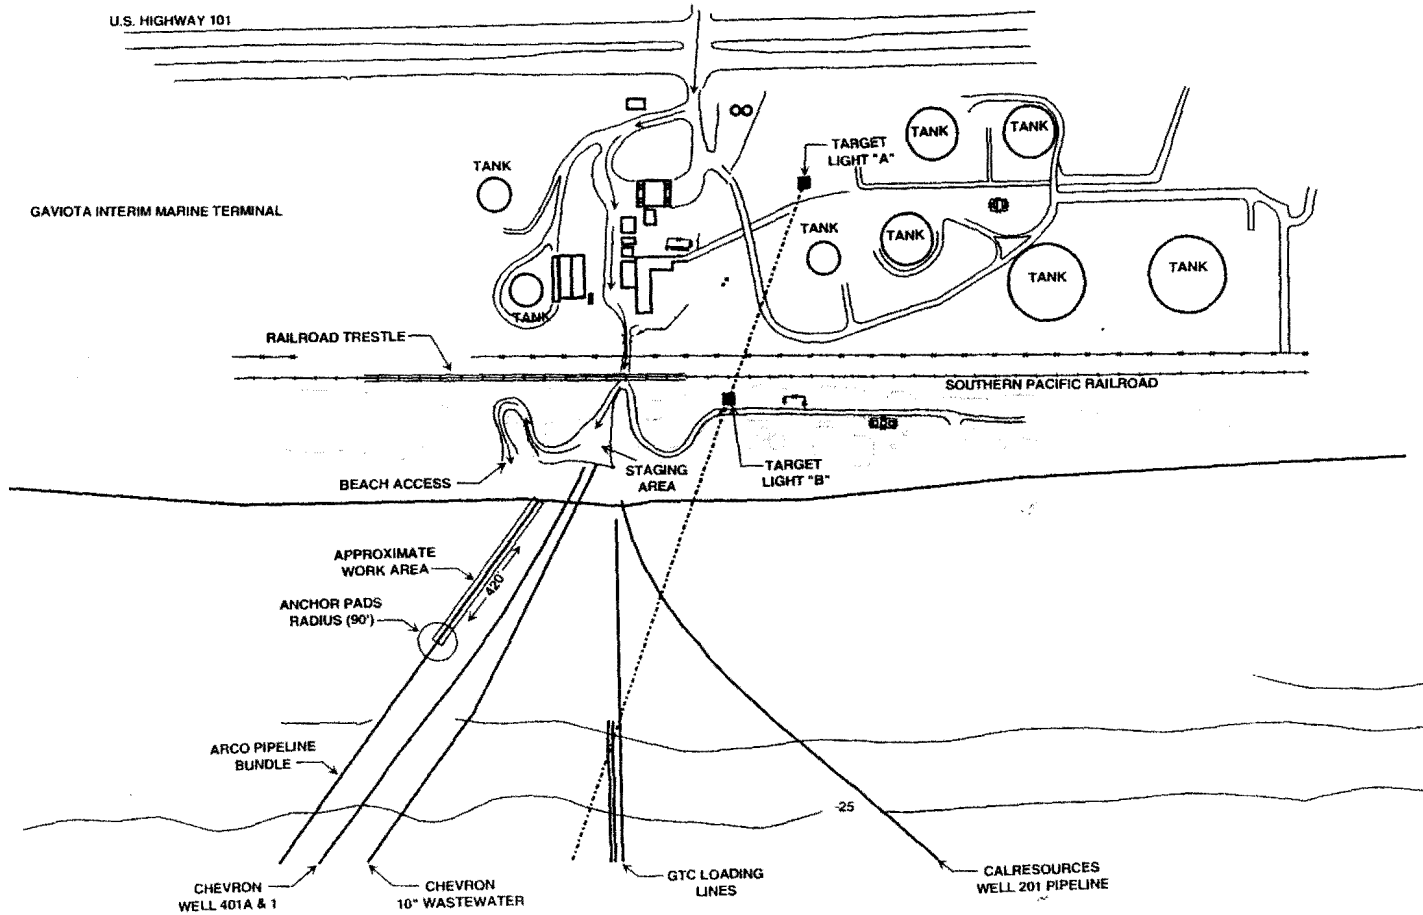 U.S. HIGHWAY 101
TANK
TANK
TARGET
LIGHT "A"
TANK
GAVIOTA INTERIM MARINE TERMINAL
TANK
TANK
TANK
TANK
TANK
RAILROAD TRESTLE
SOUTHERN PACIFIC RAILROAD
BEACH ACCESS
STAGING
AREA
TARGET
LIGHT "B"
APPROXIMATE
WORK AREA
420'
ANCHOR PADS
RADIUS (90')
ARCO PIPELINE
BUNDLE
-25
CHEVRON
WELL 401A & 1
CHEVRON
10" WASTEWATER
GTC LOADING
LINES
CALRESOURCES
WELL 201 PIPELINE